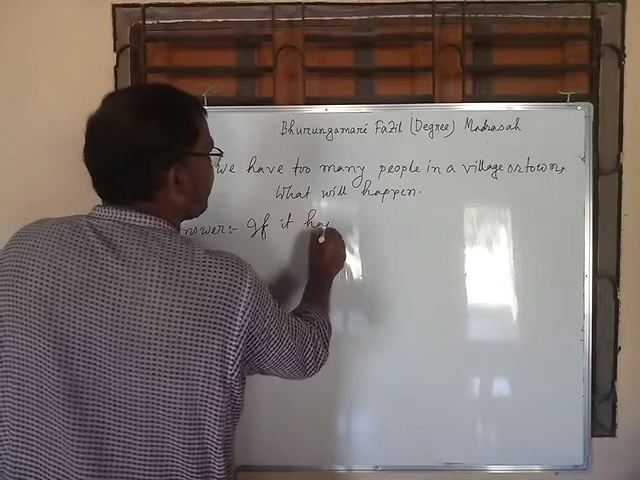 Bhurungamari Fazil (Degree) Madrasah
we have too many people in a village or town,
What will happen.
nswer:- If it ha